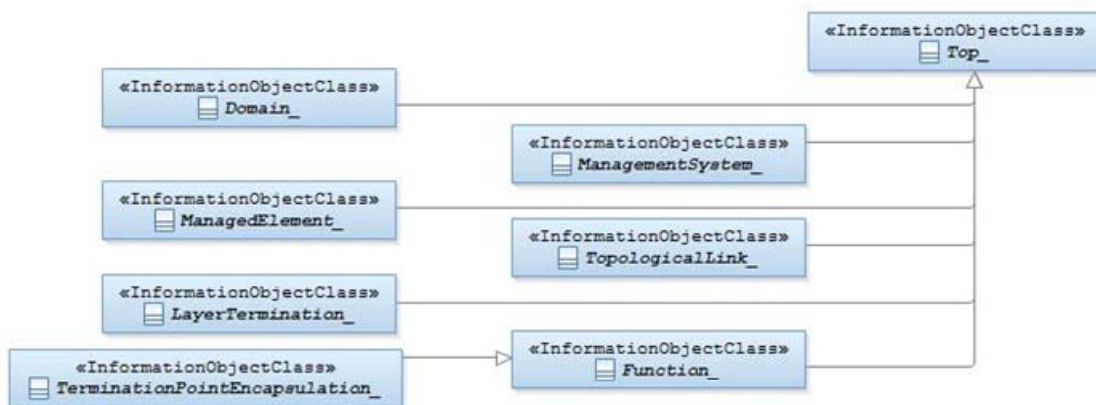 «InformationObjectClass»
Top_
«InformationObjectClass»
Domain_
«InformationObjectClass»
ManagementSystem_
«InformationObjectClass»
ManagedElement_
«InformationObjectClass»
TopologicalLink_
«InformationObjectClass»
LayerTermination_
«InformationObjectClass»
Function_
«InformationObjectClass»
TerminationPointEncapsulation_